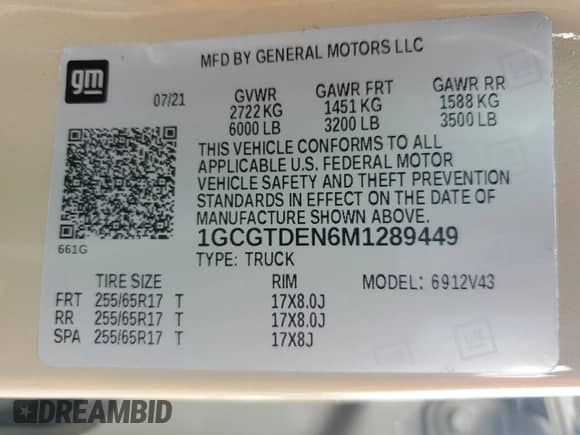 gm
MFD BY GENERAL MOTORS LLC
07/21
GVWR GAWR FRT GAWR RR
2722 KG 1451 KG 1588 KG
6000 LB 3200 LB 3500 LB
THIS VEHICLE CONFORMS TO ALL
APPLICABLE U.S. FEDERAL MOTOR
VEHICLE SAFETY AND THEFT PREVENTION
STANDARDS IN EFFECT ON THE DATE OF
MANUFACTURE SHOWN ABOVE.
661G
1GCGTDEN6M1289449
TYPE: TRUCK
TIRE SIZE RIM MODEL: 6912V43
FRT 255/65R17 T 17X8.0J
RR 255/65R17 T 17X8.0J
SPA 255/65R17 T 17X8J
DREAMBID